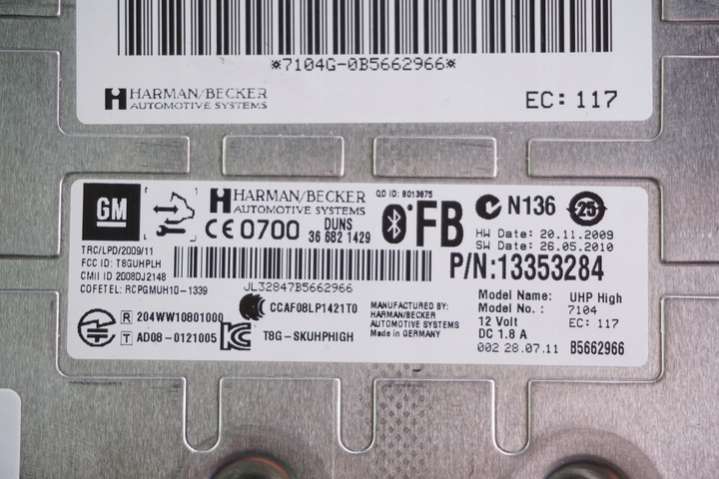 *7104G-0B5662966*
HARMAN/BECKER
AUTOMOTIVE SYSTEMS
EC: 117
GM
HARMAN/BECKER
AUTOMOTIVE SYSTEMS
QD ID: B013875
CE 0700
DUNS
36 682 1429
FB
N136
25
HW Date: 20.11.2009
SW Date: 26.05.2010
TRC/LPD/2009/11
FCC ID: T8GUHPLH
CMII ID 2008DJ2148
COFETEL: RCPGMUH10-1339
P/N:13353284
JL32847B5662966
R 204WW10801000
T AD08-0121005
CCAF08LP1421T0
T8G-SKUHPHIGH
MANUFACTURED BY:
HARMAN/BECKER
AUTOMOTIVE SYSTEMS
Made in GERMANY
Model Name: UHP High
Model No.: 7104
12 Volt EC: 117
DC 1.8 A
002 28.07.11 B5662966